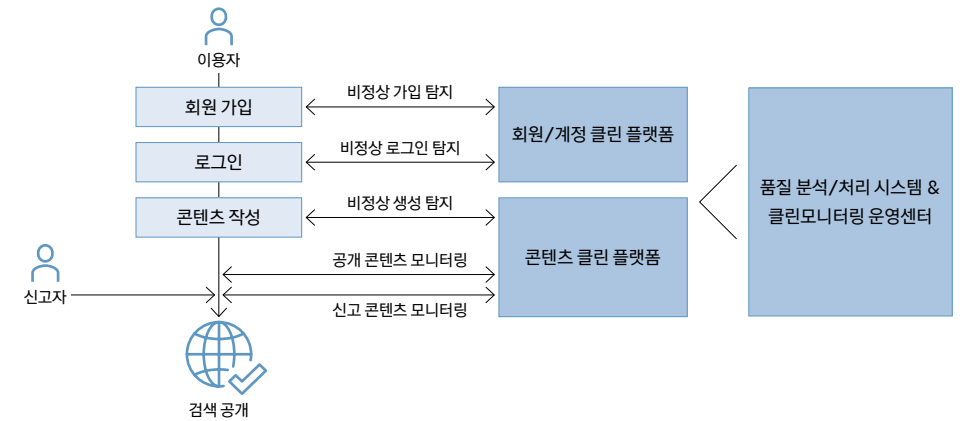 이용자
회원 가입
비정상 가입 탐지
회원/계정 클린 플랫폼
로그인
비정상 로그인 탐지
품질 분석/처리 시스템 &
클린모니터링 운영센터
콘텐츠 작성
비정상 생성 탐지
콘텐츠 클린 플랫폼
공개 콘텐츠 모니터링
신고자
신고 콘텐츠 모니터링
검색 공개